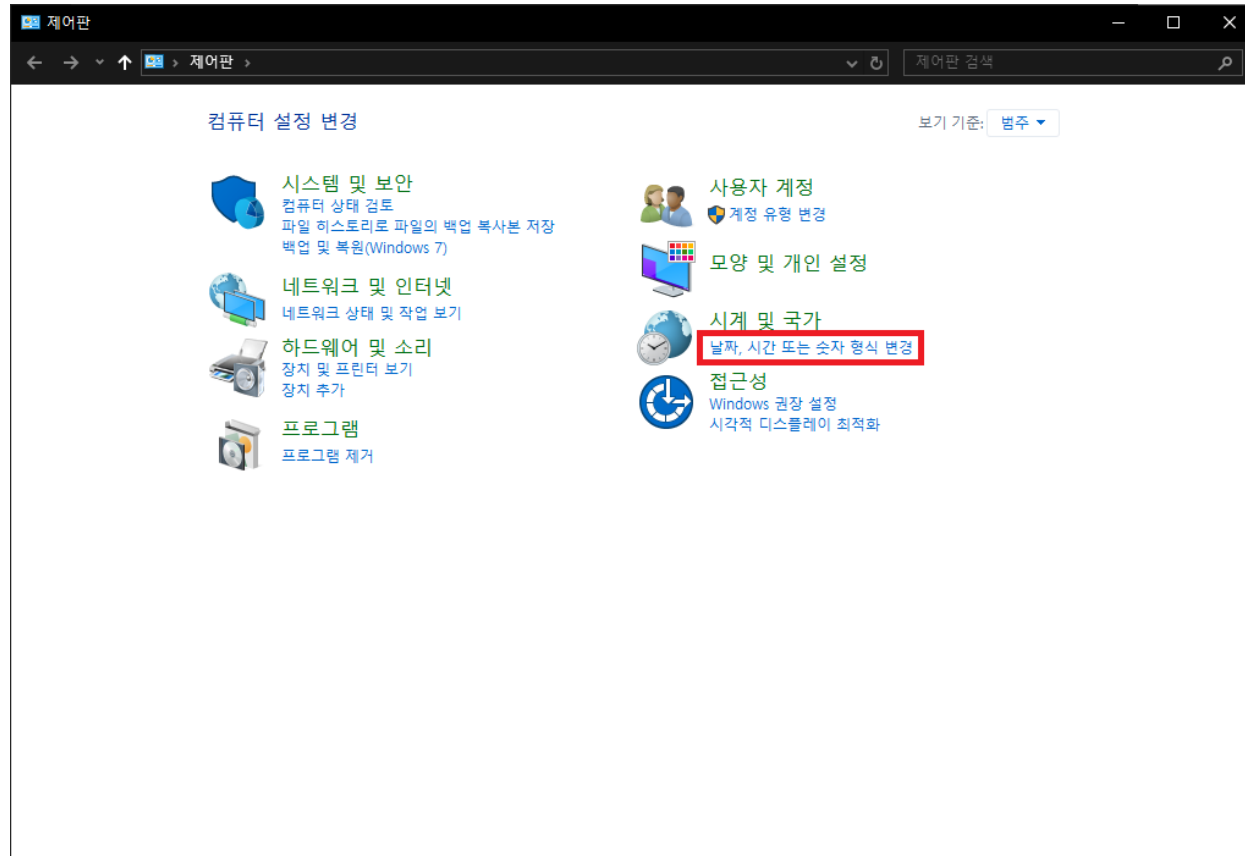 제어판
제어판
제어판 검색
컴퓨터 설정 변경
보기 기준: 범주
시스템 및 보안
컴퓨터 상태 검토
파일 히스토리로 파일의 백업 복사본 저장
백업 및 복원(Windows 7)
네트워크 및 인터넷
네트워크 상태 및 작업 보기
하드웨어 및 소리
장치 및 프린터 보기
장치 추가
프로그램
프로그램 제거
사용자 계정
계정 유형 변경
모양 및 개인 설정
시계 및 국가
날짜, 시간 또는 숫자 형식 변경
접근성
Windows 권장 설정
시각적 디스플레이 최적화